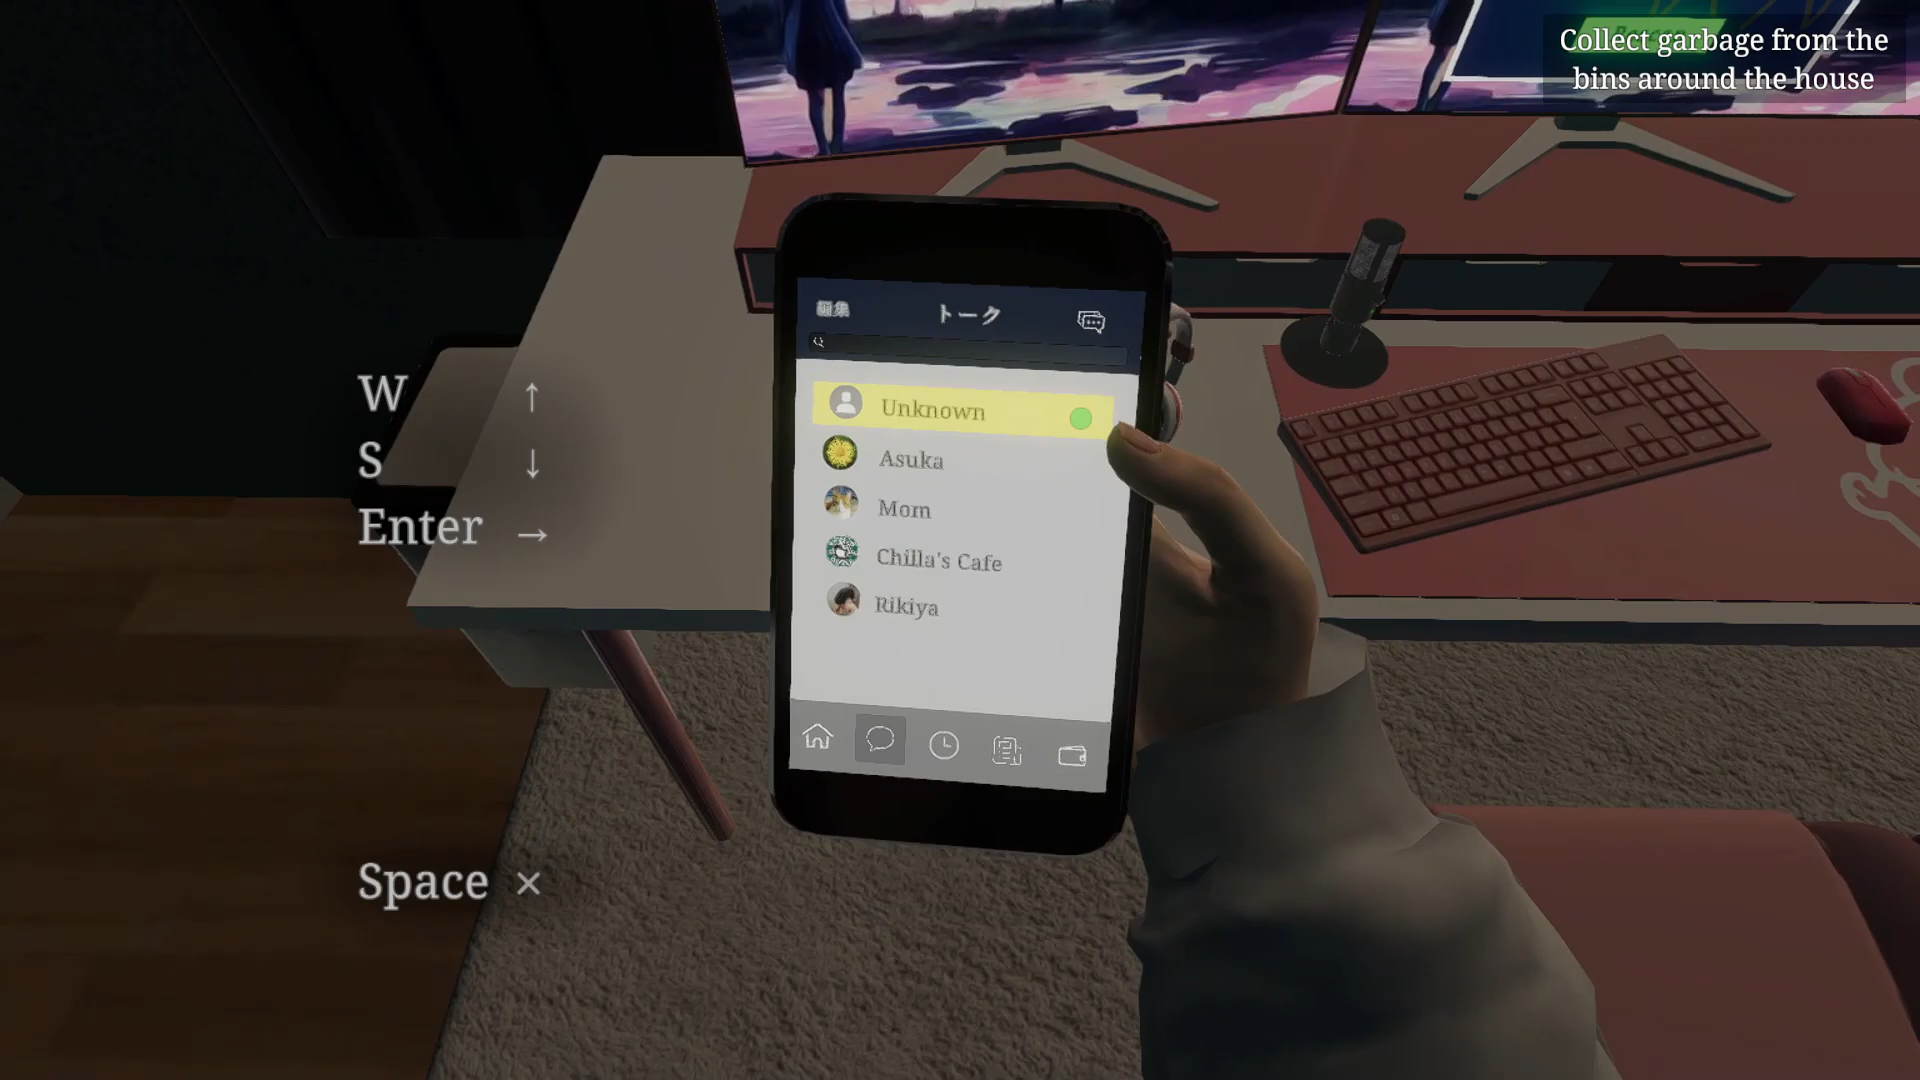 Collect garbage from the
bins around the house
編集
トーク
Unknown
Asuka
Mom
Chilla's Cafe
Rikiya
W ↑
S ↓
Enter →
Space ×